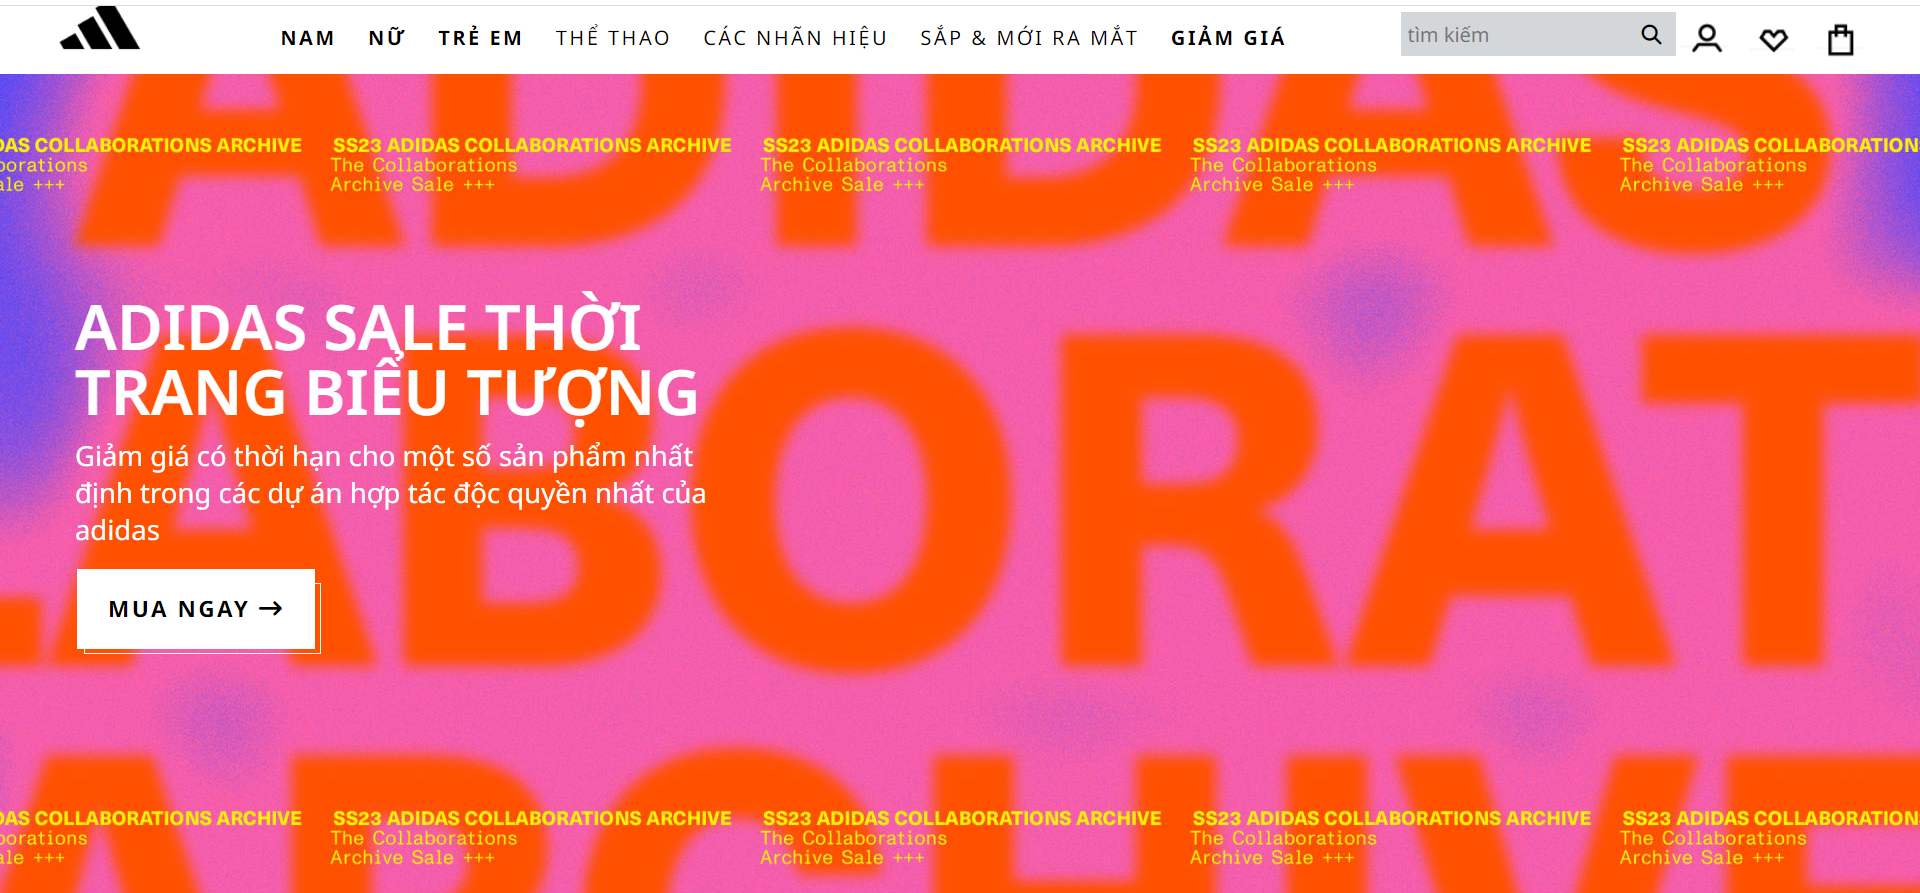 NAM NỮ TRẺ EM THỂ THAO CÁC NHÃN HIỆU SẮP & MỚI RA MẮT GIẢM GIÁ tìm kiếm
ADIDAS
DAS COLLABORATIONS ARCHIVE SS23 ADIDAS COLLABORATIONS ARCHIVE SS23 ADIDAS COLLABORATIONS ARCHIVE SS23 ADIDAS COLLABORATIONS ARCHIVE SS23 ADIDAS COLLABORATION
borations The Collaborations The Collaborations The Collaborations The Collaborations
ale +++ Archive Sale +++ Archive Sale +++ Archive Sale +++ Archive Sale +++
ADIDAS SALE THỜI
TRANG BIỂU TƯỢNG
LABORAT
Giảm giá có thời hạn cho một số sản phẩm nhất
định trong các dự án hợp tác độc quyền nhất của
adidas
MUA NGAY →
ARCHIVE
DAS COLLABORATIONS ARCHIVE SS23 ADIDAS COLLABORATIONS ARCHIVE SS23 ADIDAS COLLABORATIONS ARCHIVE SS23 ADIDAS COLLABORATIONS ARCHIVE SS23 ADIDAS COLLABORATION
borations The Collaborations The Collaborations The Collaborations The Collaborations
ale +++ Archive Sale +++ Archive Sale +++ Archive Sale +++ Archive Sale +++